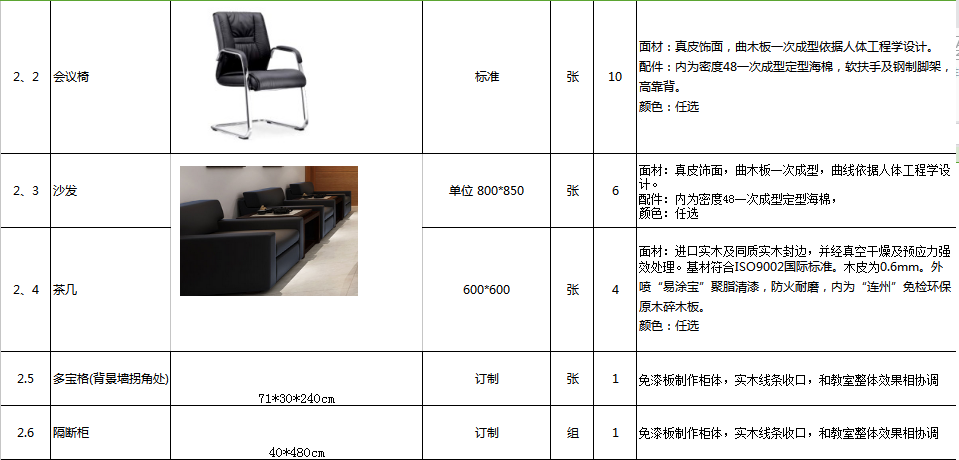 2、2 会议椅 标准 张 10
面材：真皮饰面，曲木板一次成型依据人体工程学设计。
配件：内为密度48一次成型定型海棉，软扶手及钢制脚架，
高靠背。
颜色：任选
2、3 沙发 单位 800*850 张 6
面材：真皮饰面，曲木板一次成型，曲线依据人体工程学设
计。
配件：内为密度48一次成型定型海棉，
颜色：任选
2、4 茶几 600*600 张 4
面材：进口实木及同质实木封边，并经真空干燥及预应力强
效处理。基材符合ISO9002国际标准。木皮为0.6mm。外
喷“易涂宝”聚脂清漆，防火耐磨，内为“连州”免检环保
原木碎木板。
颜色：任选
2.5 多宝格(背景墙拐角处) 71*30*240cm 订制 张 1 免漆板制作柜体，实木线条收口，和教室整体效果相协调
2.6 隔断柜 40*480cm 订制 组 1 免漆板制作柜体，实木线条收口，和教室整体效果相协调